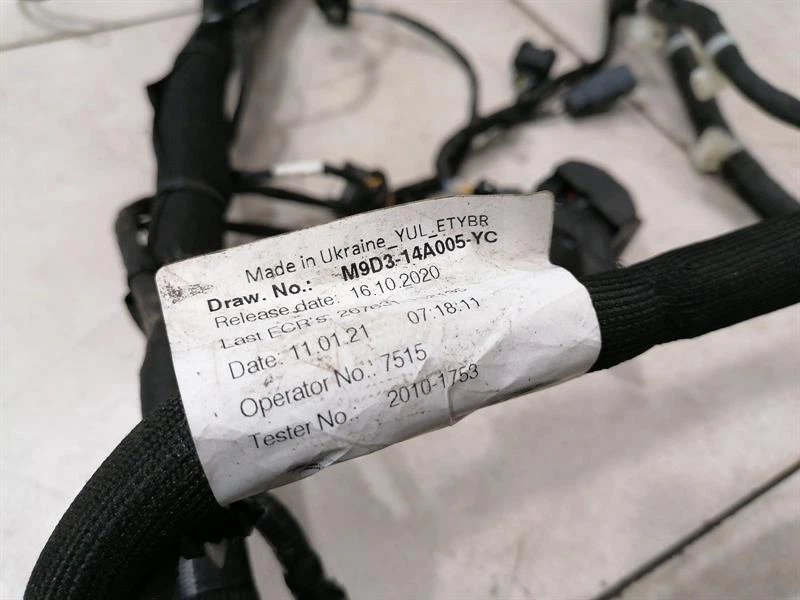 Made in Ukraine_YUL_ETYBR
Draw. No.: M9D3-14A005-YC
Release date: 16.10.2020
Last ECR's:
Date: 11.01.21 07:18:11
Operator No.: 7515
Tester No.: 2010-1753